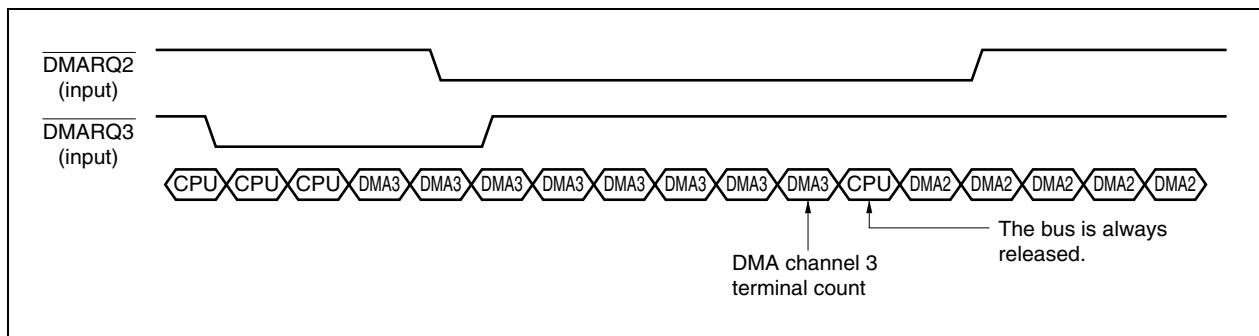 DMARQ2
(input)
DMARQ3
(input)
CPU CPU CPU DMA3 DMA3 DMA3 DMA3 DMA3 DMA3 DMA3 DMA3 CPU DMA2 DMA2 DMA2 DMA2 DMA2
DMA channel 3
terminal count
The bus is always
released.